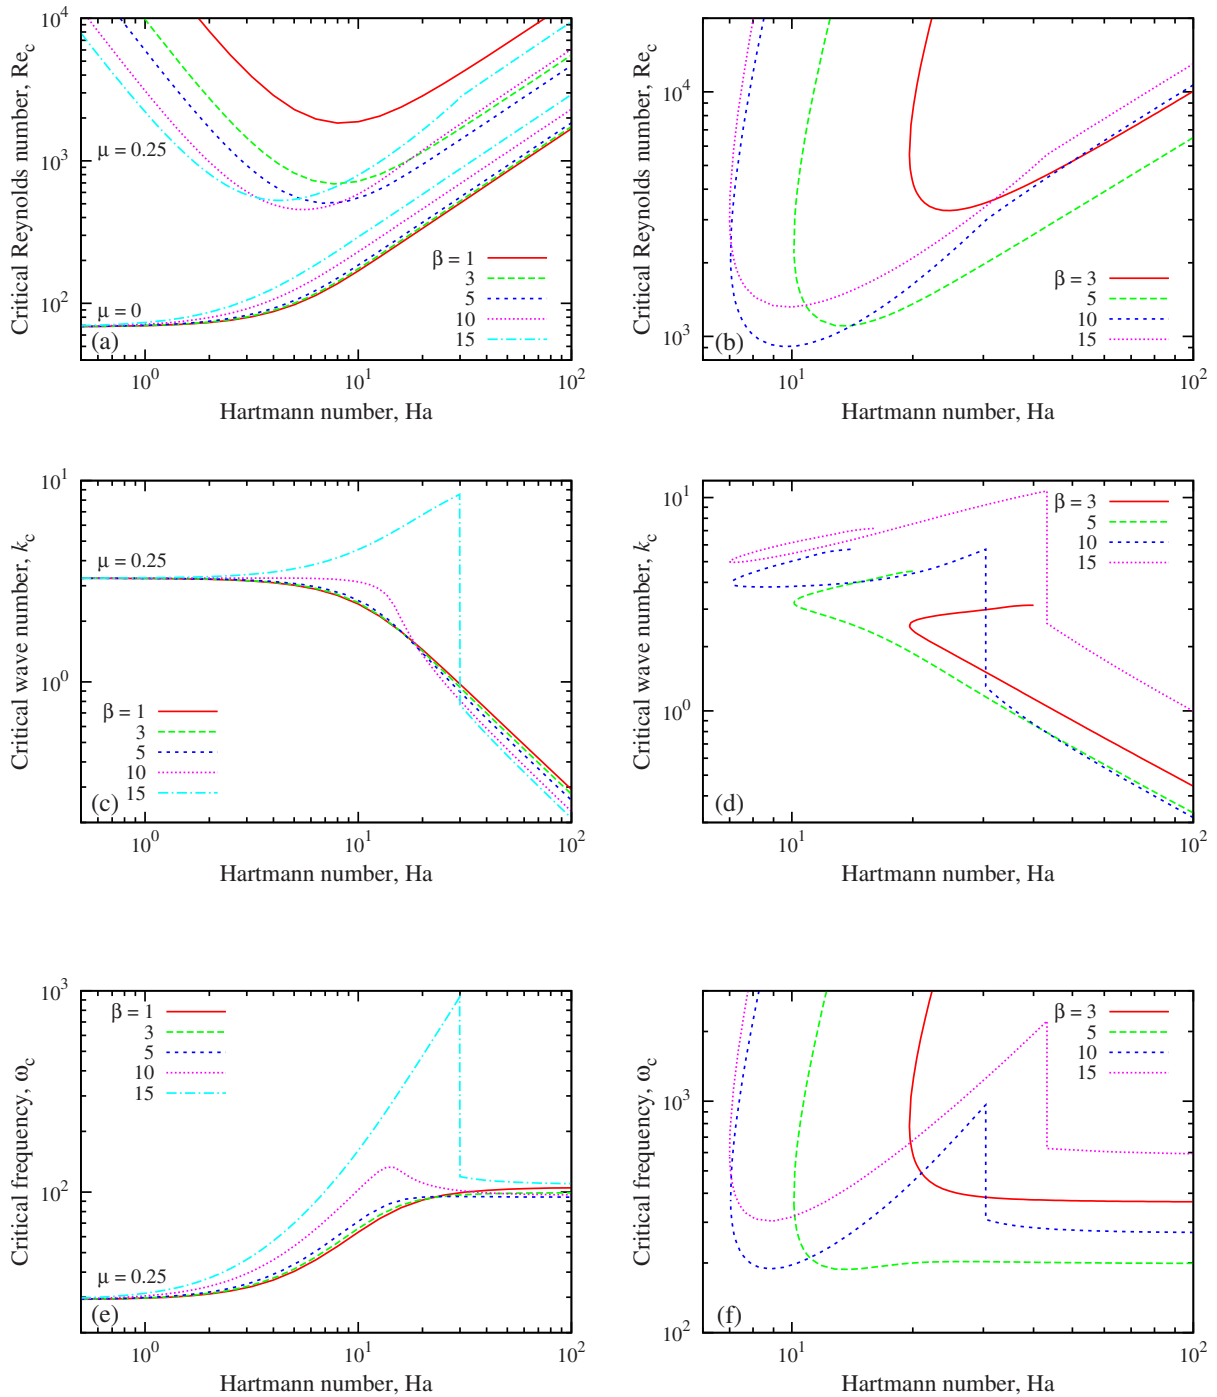 Critical Reynolds number, Re_c
10^4
10^3
10^2
μ = 0.25
μ = 0
(a)
β = 1
3
5
10
15
10^0 10^1 10^2
Hartmann number, Ha
Critical Reynolds number, Re_c
10^4
10^3
(b)
β = 3
5
10
15
10^1 10^2
Hartmann number, Ha
Critical wave number, k_c
10^1
10^0
μ = 0.25
β = 1
3
5
10
15
(c)
10^0 10^1 10^2
Hartmann number, Ha
Critical wave number, k_c
10^1
10^0
β = 3
5
10
15
(d)
10^1 10^2
Hartmann number, Ha
Critical frequency, ω_c
10^3
10^2
β = 1
3
5
10
15
μ = 0.25
(e)
10^0 10^1 10^2
Hartmann number, Ha
Critical frequency, ω_c
10^3
10^2
β = 3
5
10
15
(f)
10^1 10^2
Hartmann number, Ha